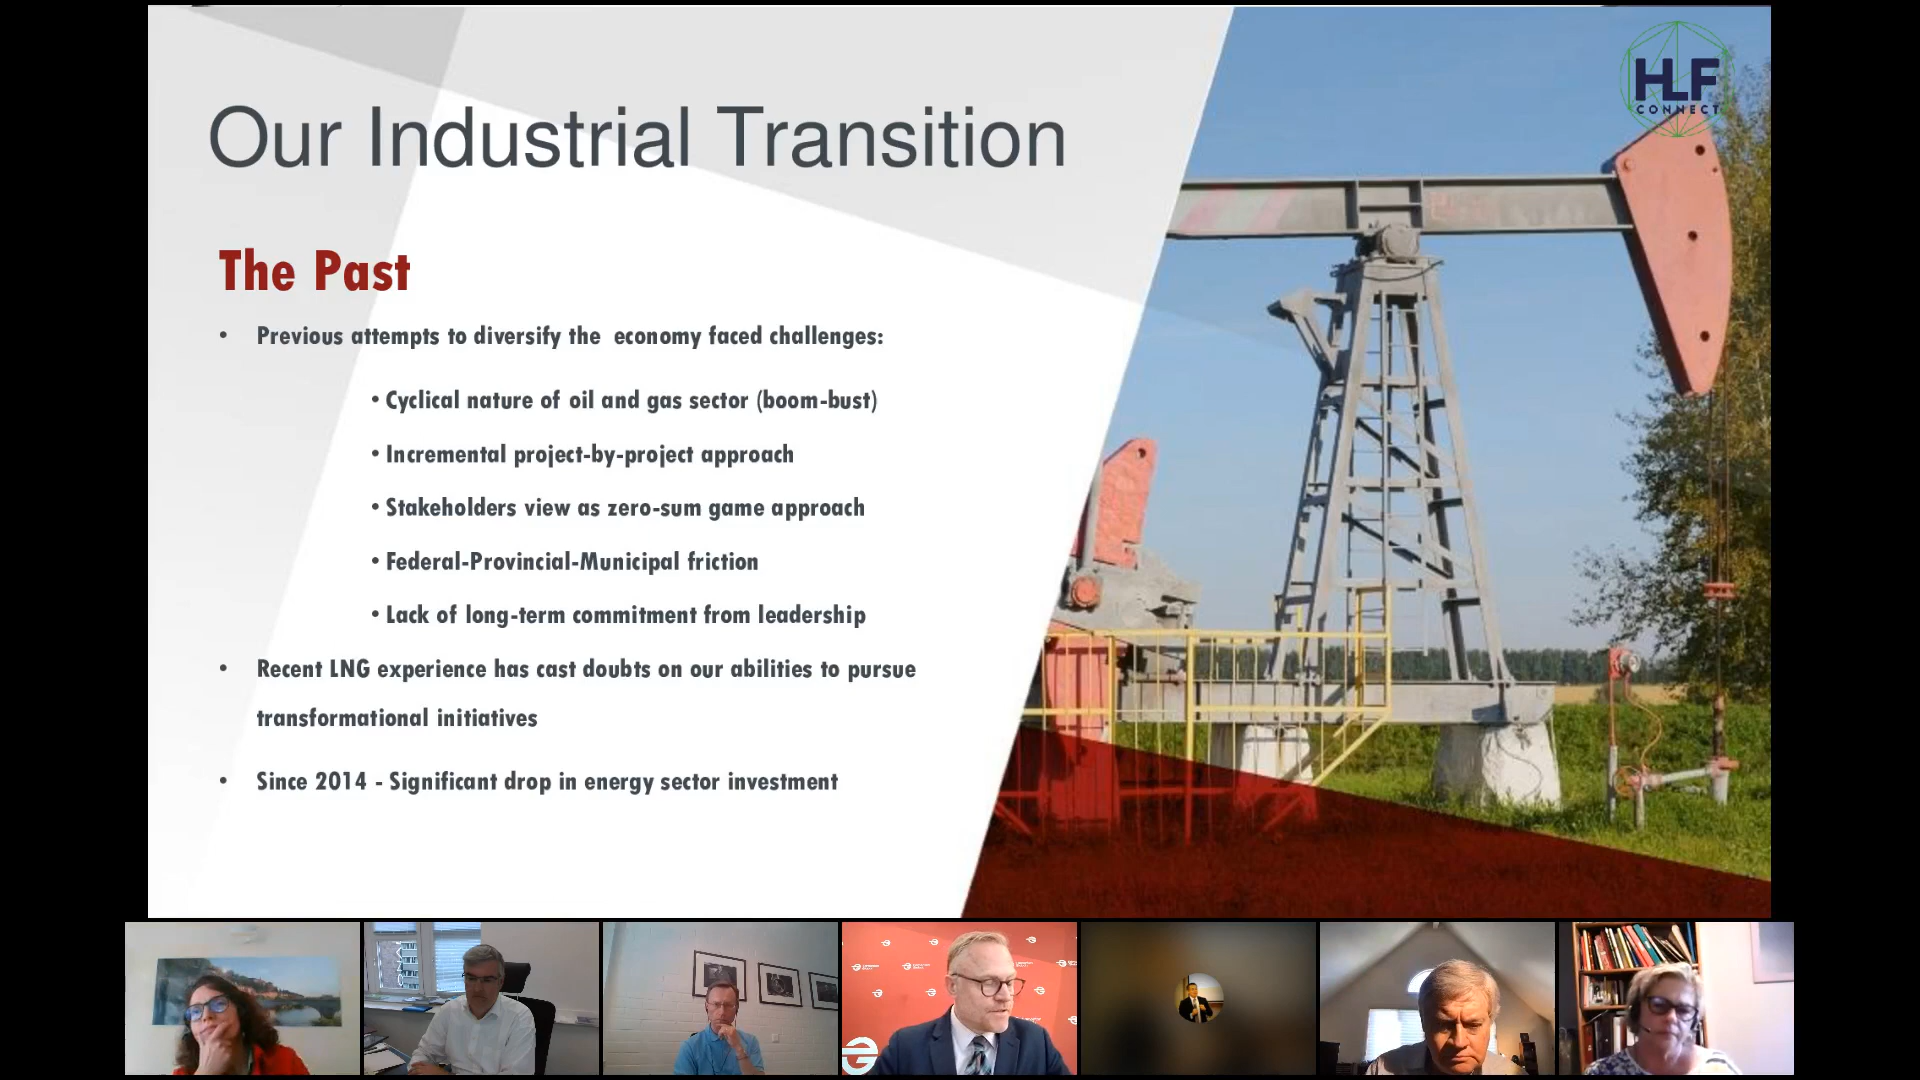 HLF
CONNECT
Our Industrial Transition
The Past
• Previous attempts to diversify the economy faced challenges:
• Cyclical nature of oil and gas sector (boom-bust)
• Incremental project-by-project approach
• Stakeholders view as zero-sum game approach
• Federal-Provincial-Municipal friction
• Lack of long-term commitment from leadership
• Recent LNG experience has cast doubts on our abilities to pursue
transformational initiatives
• Since 2014 - Significant drop in energy sector investment